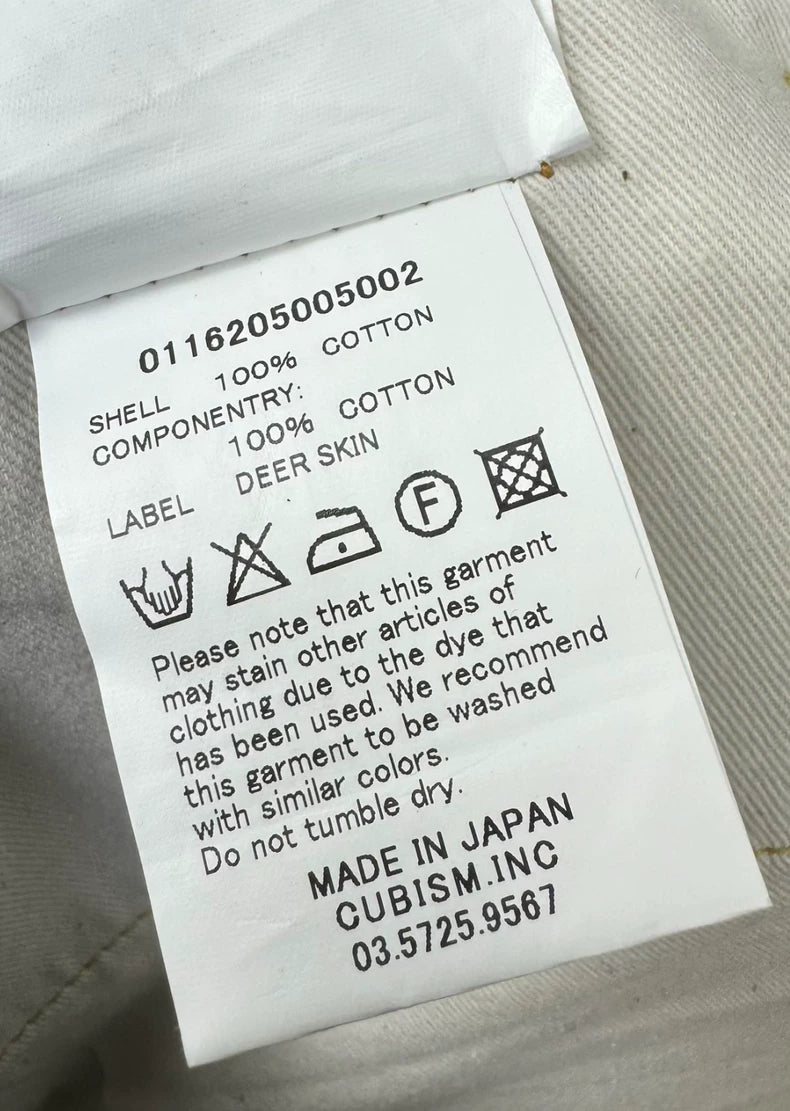 0116205005002
SHELL 100% COTTON
COMPONENTRY:
100% COTTON
LABEL DEER SKIN
F
Please note that this garment
may stain other articles of
clothing due to the dye that
has been used. We recommend
this garment to be washed
with similar colors.
Do not tumble dry.
MADE IN JAPAN
CUBISM.INC
03.5725.9567